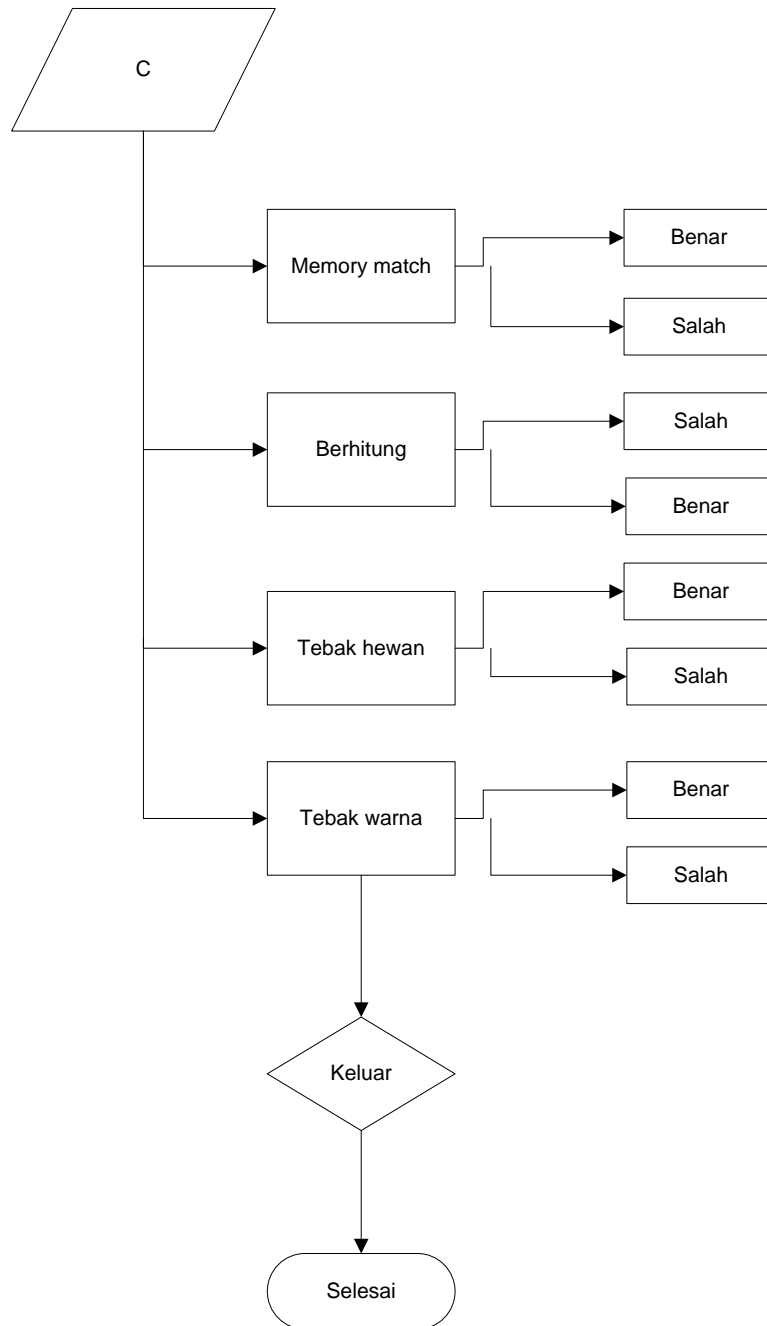 C
Memory match
Benar
Salah
Berhitung
Salah
Benar
Tebak hewan
Benar
Salah
Tebak warna
Benar
Salah
Keluar
Selesai